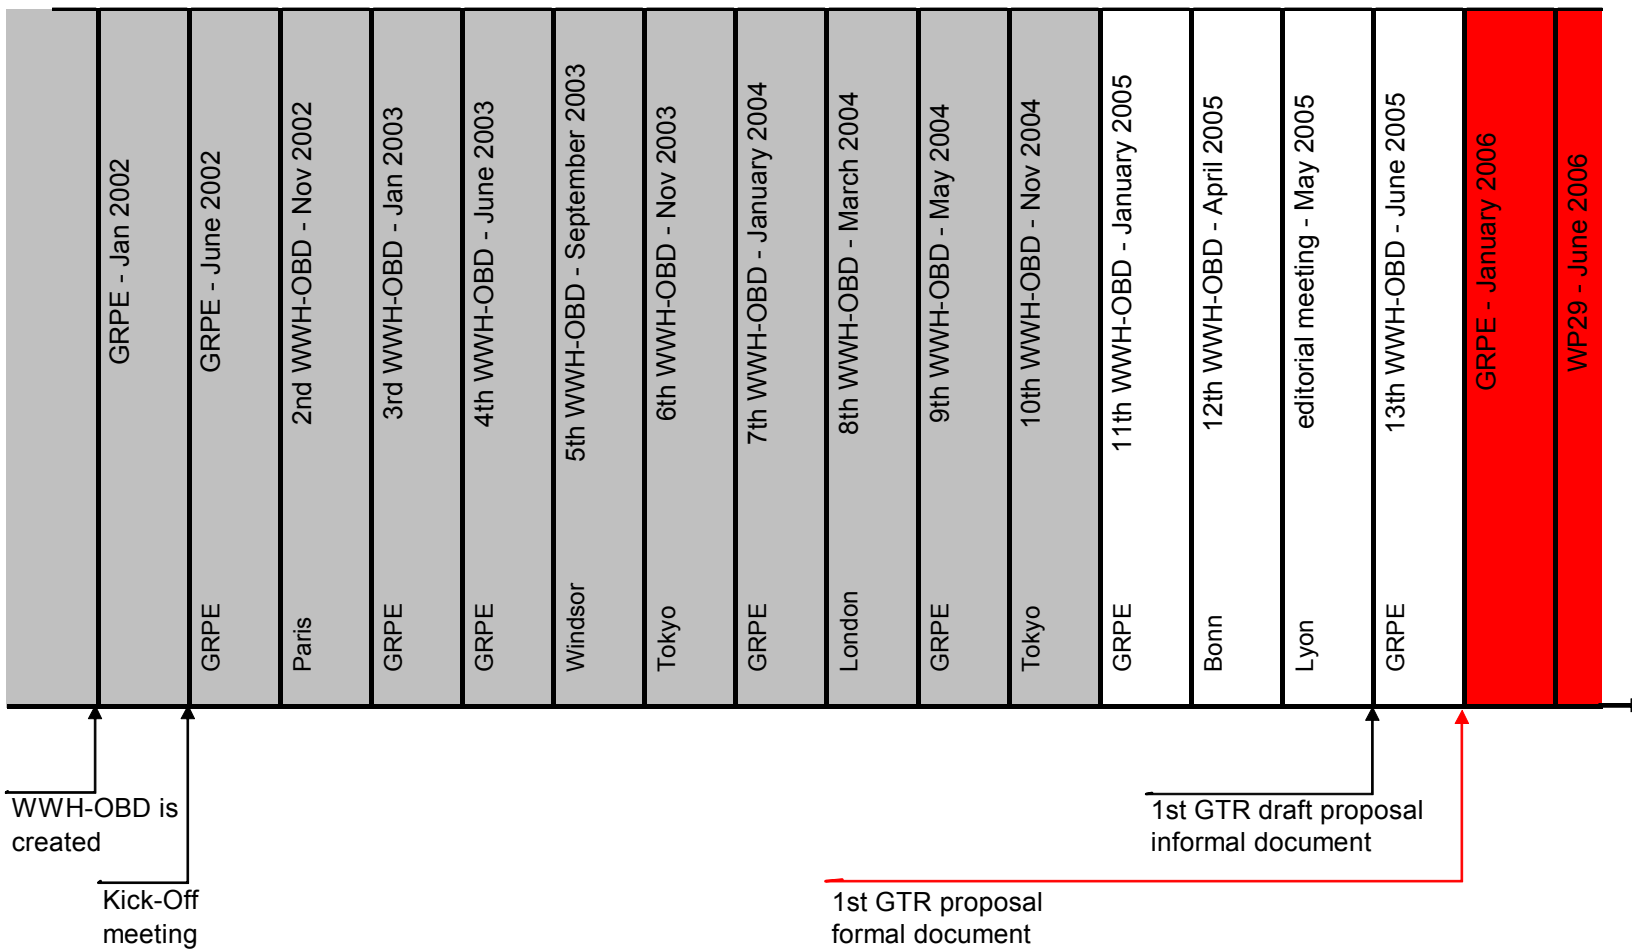 GRPE - Jan 2002
GRPE - June 2002
GRPE
2nd WWH-OBD - Nov 2002
Paris
3rd WWH-OBD - Jan 2003
GRPE
4th WWH-OBD - June 2003
GRPE
5th WWH-OBD - September 2003
Windsor
6th WWH-OBD - Nov 2003
Tokyo
7th WWH-OBD - January 2004
GRPE
8th WWH-OBD - March 2004
London
9th WWH-OBD - May 2004
GRPE
10th WWH-OBD - Nov 2004
Tokyo
11th WWH-OBD - January 2005
GRPE
12th WWH-OBD - April 2005
Bonn
editorial meeting - May 2005
Lyon
13th WWH-OBD - June 2005
GRPE
GRPE - January 2006
WP29 - June 2006
WWH-OBD is
created
Kick-Off
meeting
1st GTR draft proposal
informal document
1st GTR proposal
formal document